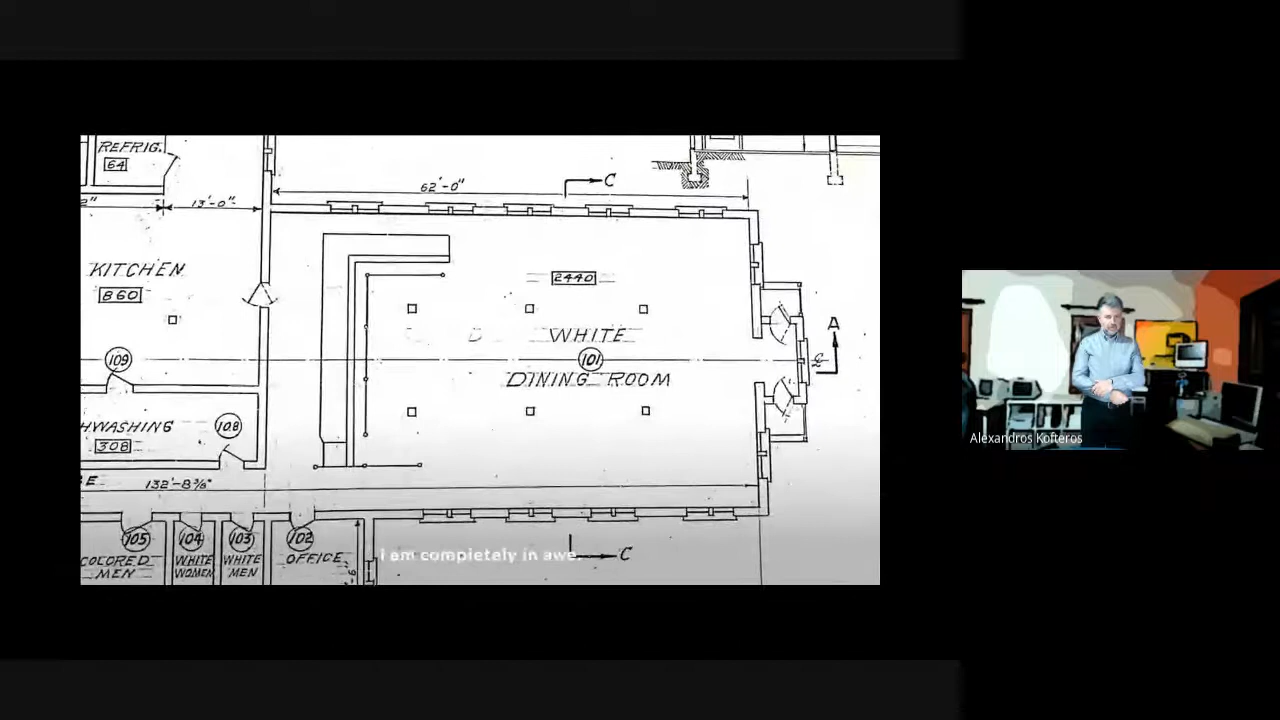 REFRIG.
64
62'-0"
C
2"
13'-0"
KITCHEN
860
2440
D WHITE
101
DINING ROOM
A
109
HWASHING
308
108
E
132'-8⅜"
105
104
103
102
COLORED
MEN
WHITE
WOMEN
WHITE
MEN
OFFICE
I am completely in awe.
C
Alexandros Kofteros